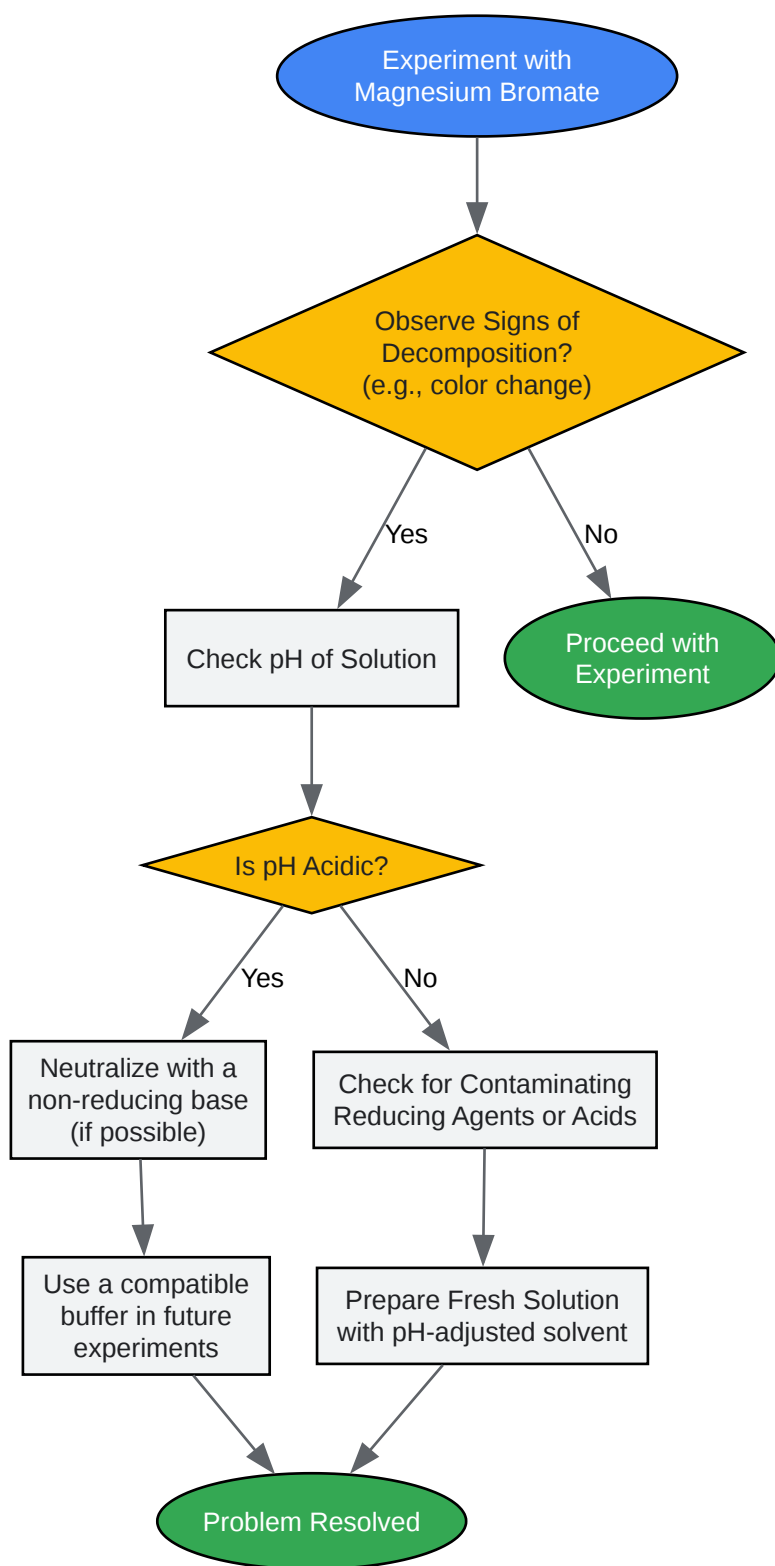 Experiment with
Magnesium Bromate
Observe Signs of
Decomposition?
(e.g., color change)
Yes
No
Check pH of Solution
Proceed with
Experiment
Is pH Acidic?
Yes
No
Neutralize with a
non-reducing base
(if possible)
Check for Contaminating
Reducing Agents or Acids
Use a compatible
buffer in future
experiments
Prepare Fresh Solution
with pH-adjusted solvent
Problem Resolved